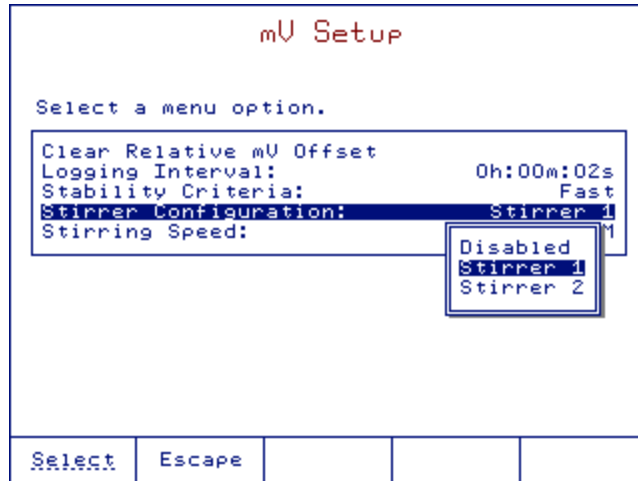 mV Setup
Select a menu option.
Clear Relative mV Offset
Logging Interval: 0h:00m:02s
Stability Criteria: Fast
Stirrer Configuration: Stirrer 1
Stirring Speed: M
Disabled
Stirrer 1
Stirrer 2
Select Escape